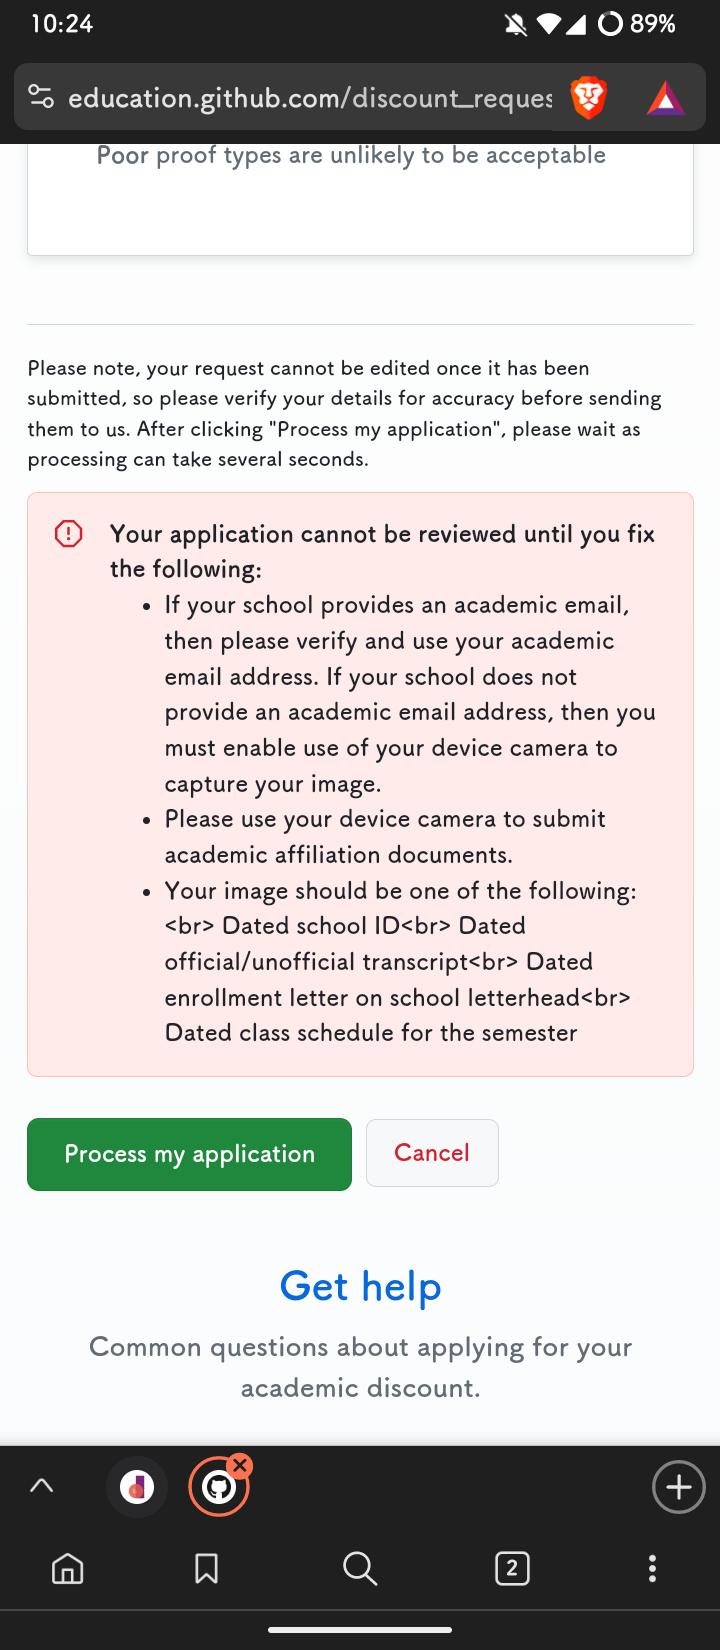 10:24
89%
education.github.com/discount_reques
Poor proof types are unlikely to be acceptable
Please note, your request cannot be edited once it has been
submitted, so please verify your details for accuracy before sending
them to us. After clicking "Process my application", please wait as
processing can take several seconds.
Your application cannot be reviewed until you fix
the following:
• If your school provides an academic email,
then please verify and use your academic
email address. If your school does not
provide an academic email address, then you
must enable use of your device camera to
capture your image.
• Please use your device camera to submit
academic affiliation documents.
• Your image should be one of the following:
<br> Dated school ID<br> Dated
official/unofficial transcript<br> Dated
enrollment letter on school letterhead<br>
Dated class schedule for the semester
Process my application
Cancel
Get help
Common questions about applying for your
academic discount.
2